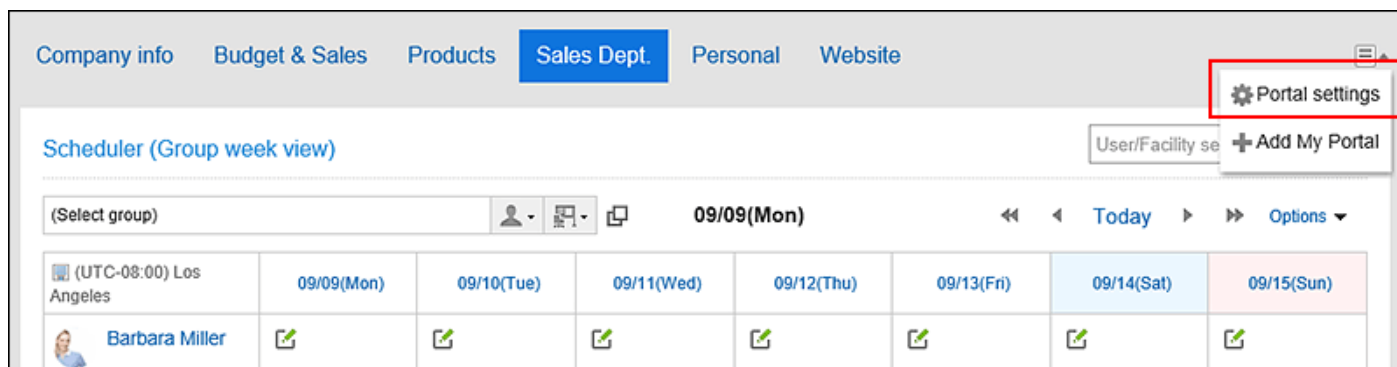 Company info Budget & Sales Products Sales Dept. Personal Website
Portal settings
Add My Portal
Scheduler (Group week view)
User/Facility se
(Select group)
09/09(Mon)
Today
Options
(UTC-08:00) Los
Angeles
09/09(Mon) 09/10(Tue) 09/11(Wed) 09/12(Thu) 09/13(Fri) 09/14(Sat) 09/15(Sun)
Barbara Miller